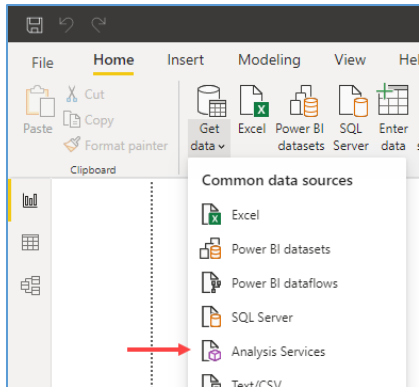 File Home Insert Modeling View
Cut
Copy
Format painter
Paste
Clipboard
Get data
Excel
Power BI datasets
SQL Server
Enter data
Common data sources
Excel
Power BI datasets
Power BI dataflows
SQL Server
Analysis Services
Text/CSV